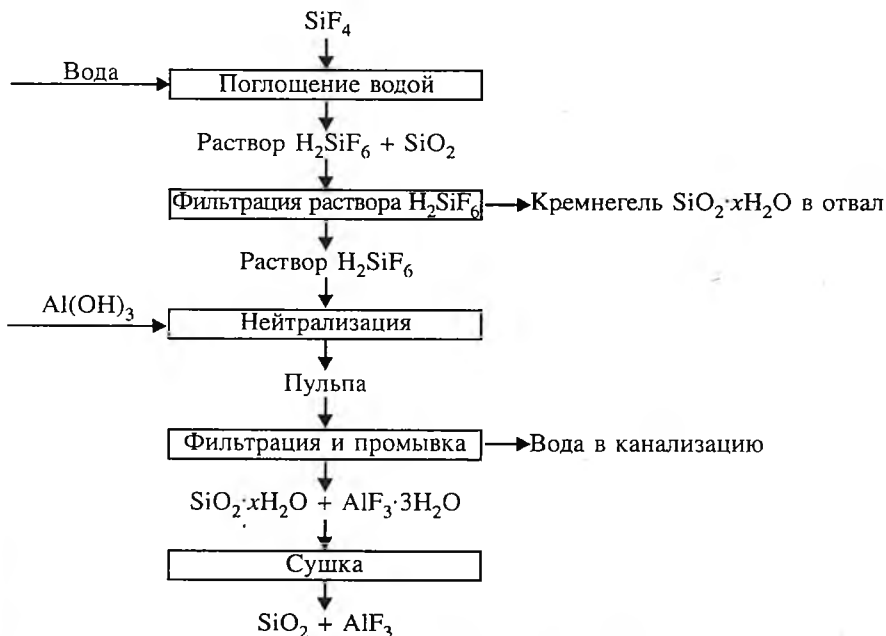 SiF₄
Вода
Поглощение водой
Раствор H₂SiF₆ + SiO₂
Фильтрация раствора H₂SiF₆
Кремнегель SiO₂·xH₂O в отвал
Раствор H₂SiF₆
Al(OH)₃
Нейтрализация
Пульпа
Фильтрация и промывка
Вода в канализацию
SiO₂·xH₂O + AlF₃·3H₂O
Сушка
SiO₂ + AlF₃